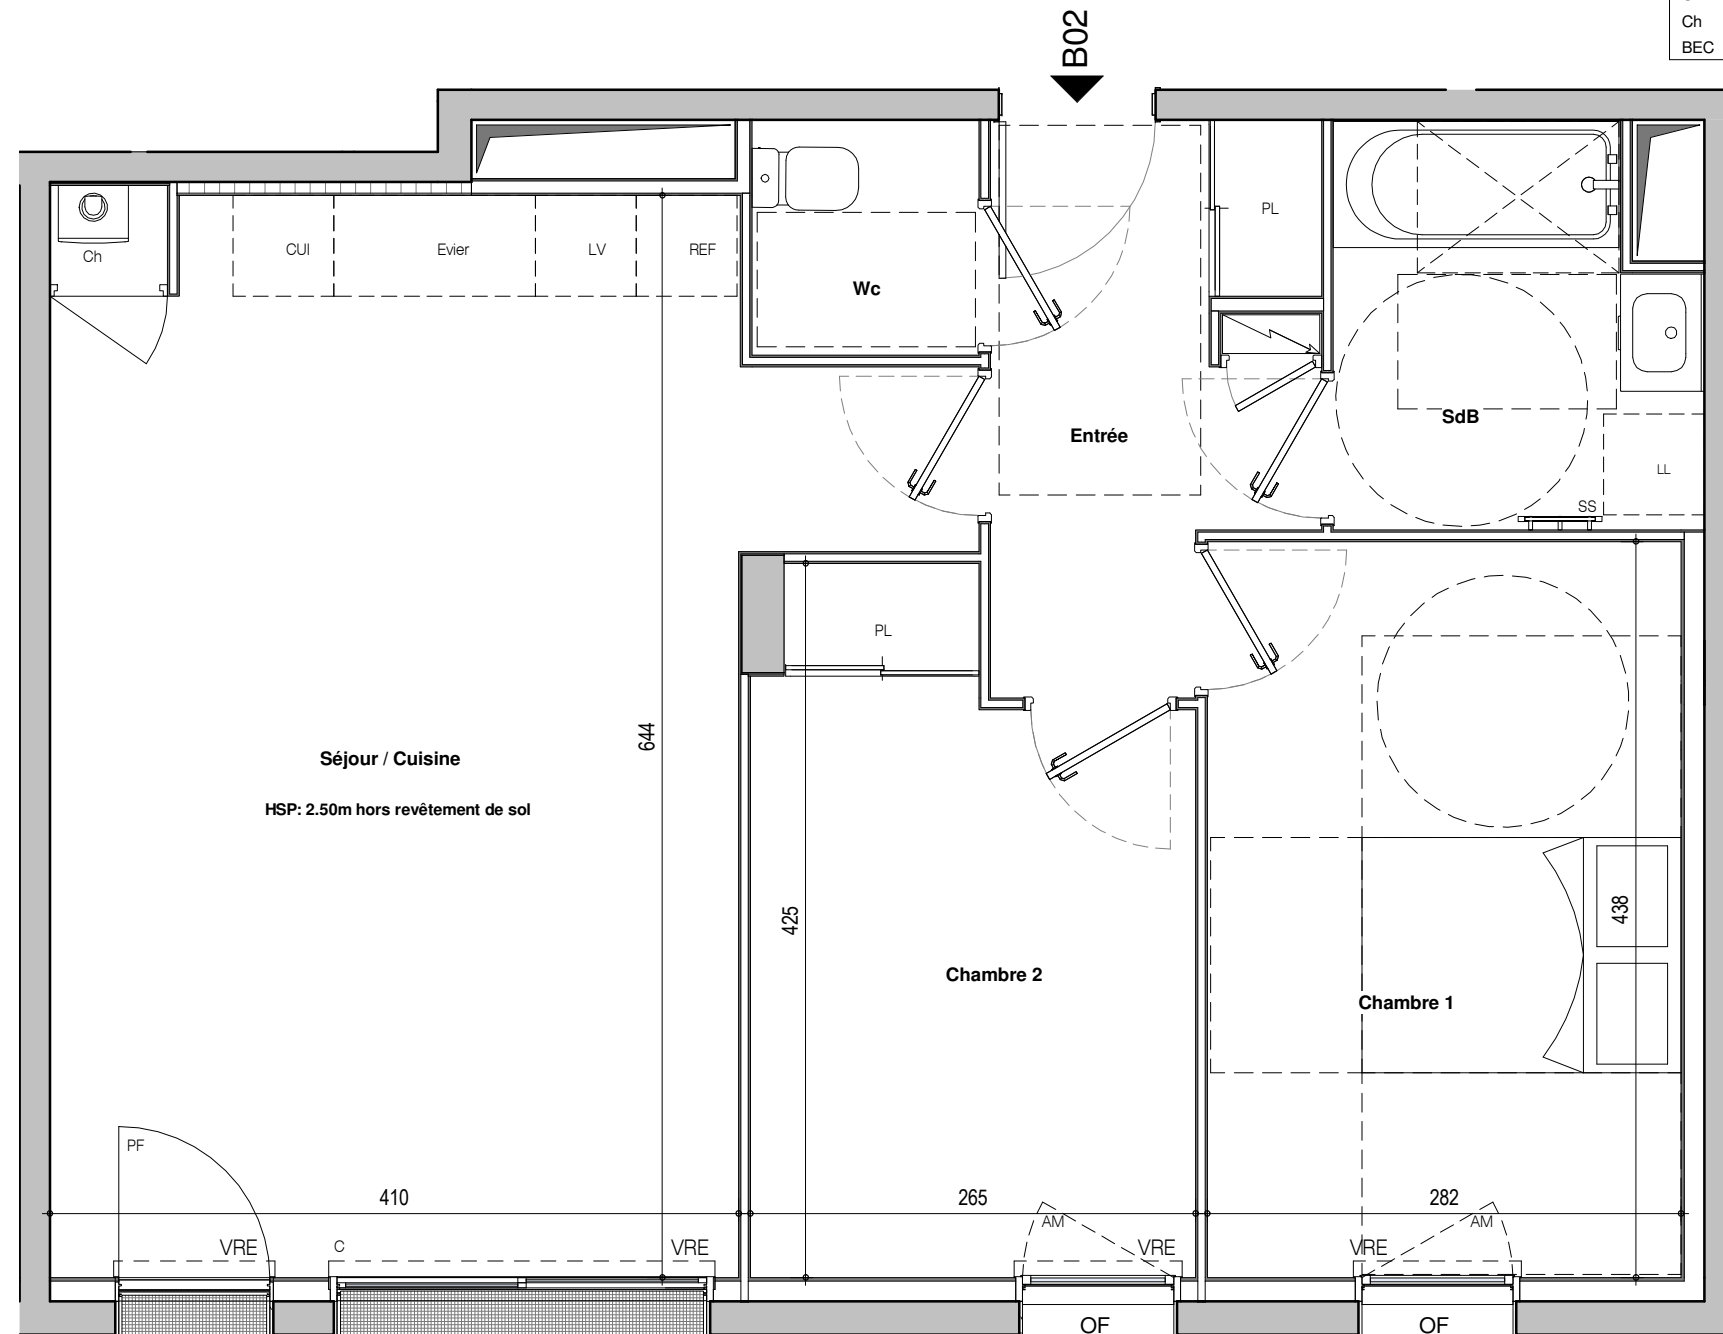 B02
Ch
BEC
CUI
Evier
LV
REF
Ch
PL
Wc
Entrée
SdB
LL
SS
PL
644
Séjour / Cuisine
HSP: 2.50m hors revêtement de sol
425
438
Chambre 2
Chambre 1
PF
410
265
282
AM
AM
VRE
C
VRE
VRE
VRE
OF
OF